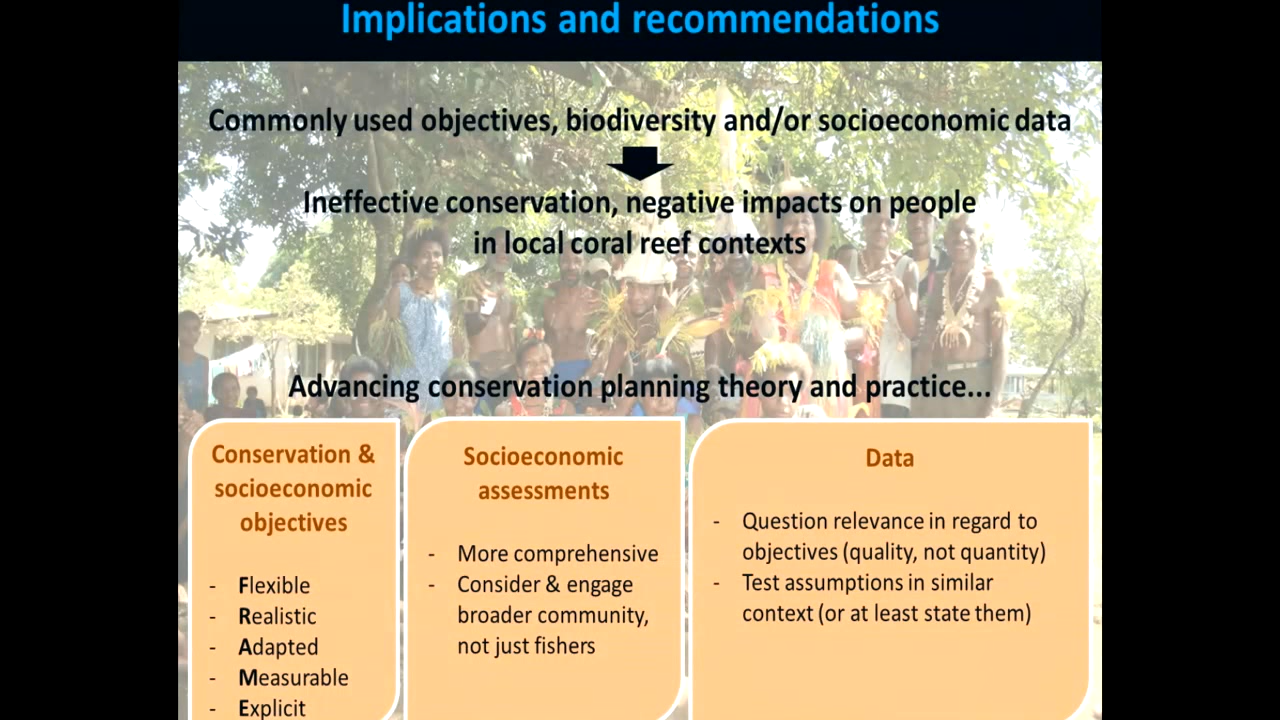 Implications and recommendations
Commonly used objectives, biodiversity and/or socioeconomic data
Ineffective conservation, negative impacts on people
in local coral reef contexts
Advancing conservation planning theory and practice...
Conservation &
socioeconomic
objectives
- Flexible
- Realistic
- Adapted
- Measurable
- Explicit
Socioeconomic
assessments
- More comprehensive
- Consider & engage
broader community,
not just fishers
Data
- Question relevance in regard to
objectives (quality, not quantity)
- Test assumptions in similar
context (or at least state them)